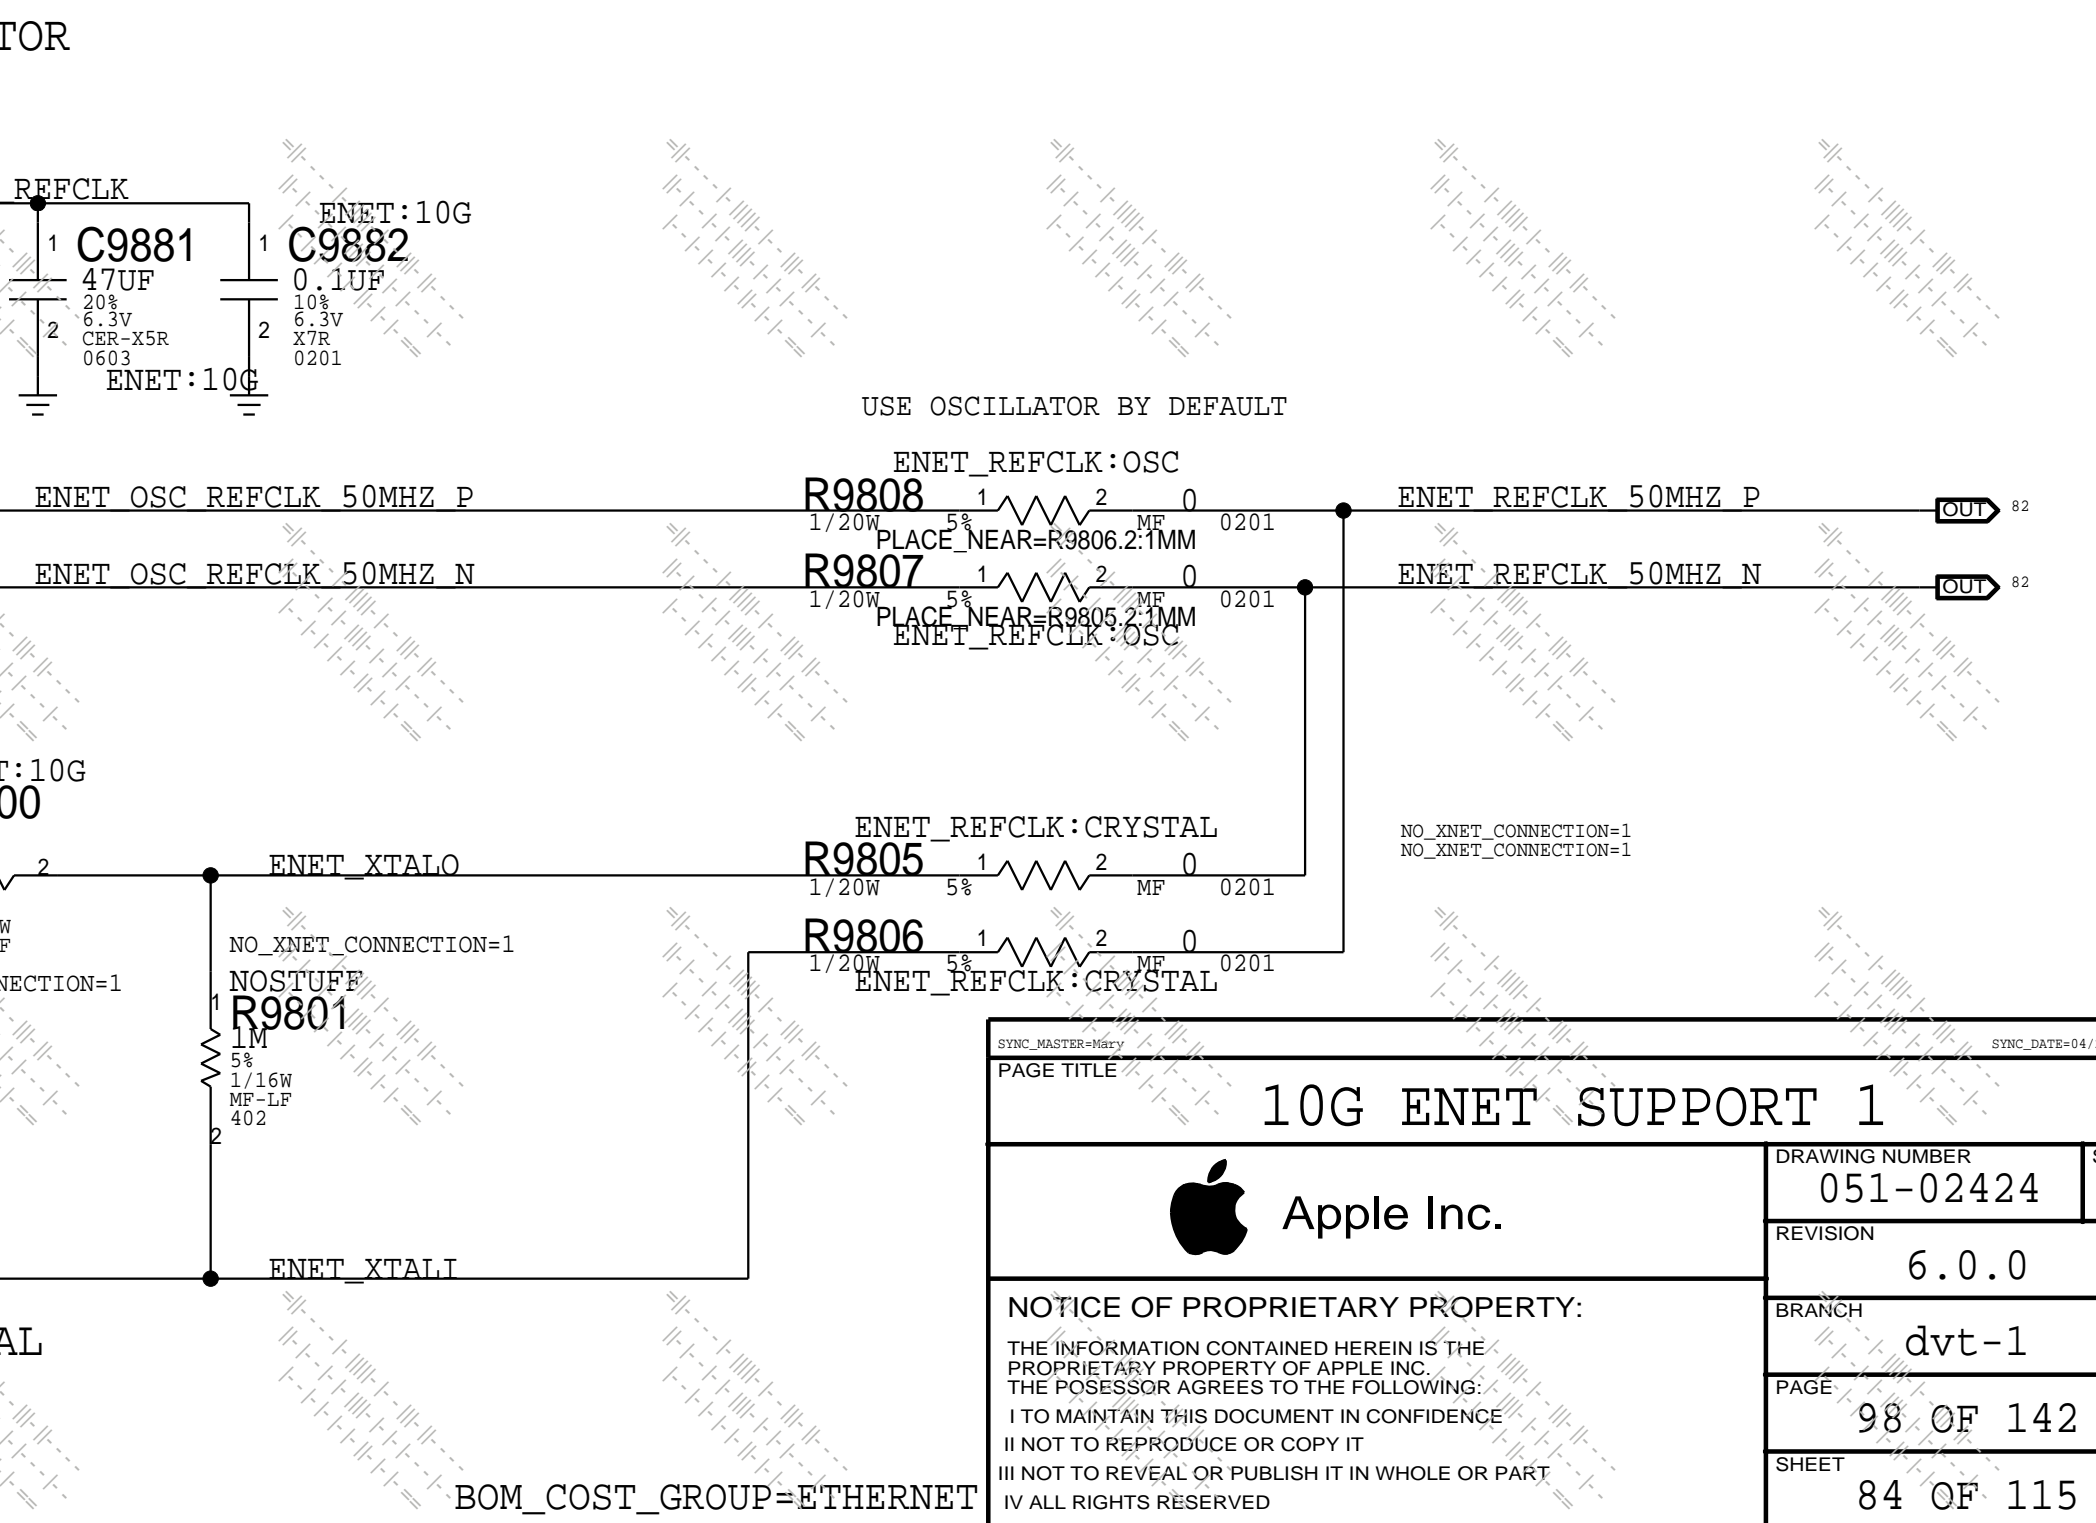 TOR
REFCLK
ENET:10G
1 C9881
47UF
20%
6.3V
CER-X5R
0603
2
ENET:10G
1 C9882
0.1UF
10%
6.3V
X7R
0201
2
USE OSCILLATOR BY DEFAULT
ENET_REFCLK:OSC
ENET_OSC_REFCLK_50MHZ_P
R9808 1 2 0
1/20W 5% MF 0201
PLACE_NEAR=R9806.2:1MM
ENET_REFCLK_50MHZ_P
OUT 82
ENET_OSC_REFCLK_50MHZ_N
R9807 1 2 0
1/20W 5% MF 0201
PLACE_NEAR=R9805.2:1MM
ENET_REFCLK:OSC
ENET_REFCLK_50MHZ_N
OUT 82
T:10G
00
2
ENET_XTALO
ENET_REFCLK:CRYSTAL
R9805 1 2 0
1/20W 5% MF 0201
NO_XNET_CONNECTION=1
NO_XNET_CONNECTION=1
R9806 1 2 0
1/20W 5% MF 0201
ENET_REFCLK:CRYSTAL
W
F
NECTION=1
NO_XNET_CONNECTION=1
NOSTUFF
1 R9801
1M
5%
1/16W
MF-LF
402
2
ENET_XTALI
AL
BOM_COST_GROUP=ETHERNET
SYNC_MASTER=Mary SYNC_DATE=04/
PAGE TITLE
10G ENET SUPPORT 1
Apple Inc.
DRAWING NUMBER
051-02424
REVISION
6.0.0
BRANCH
dvt-1
PAGE
98 OF 142
SHEET
84 OF 115
NOTICE OF PROPRIETARY PROPERTY:
THE INFORMATION CONTAINED HEREIN IS THE
PROPRIETARY PROPERTY OF APPLE INC.
THE POSESSOR AGREES TO THE FOLLOWING:
I TO MAINTAIN THIS DOCUMENT IN CONFIDENCE
II NOT TO REPRODUCE OR COPY IT
III NOT TO REVEAL OR PUBLISH IT IN WHOLE OR PART
IV ALL RIGHTS RESERVED